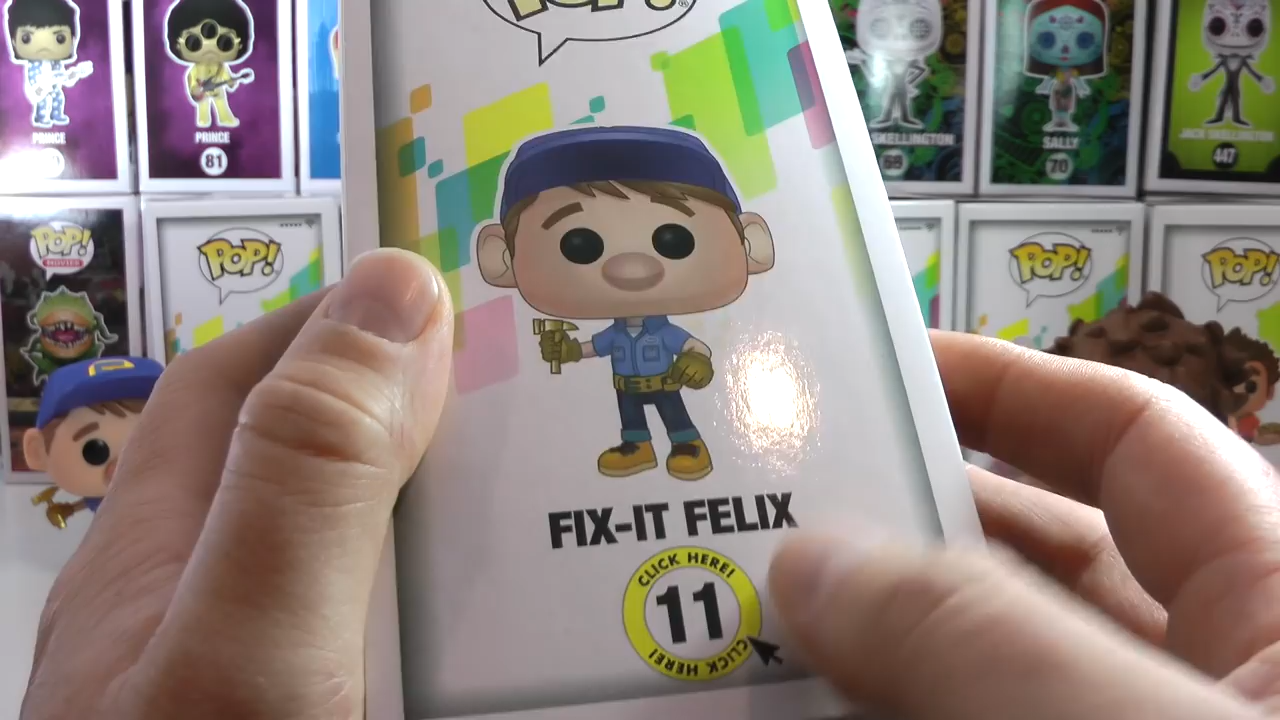 POP!
FIX-IT FELIX
CLICK HERE!
11
CLICK HERE!
PRINCE
PRINCE
81
SKELLINGTON
SALLY
70
JACK SKELLINGTON
447
POP!
MOVIES
POP!
POP!
POP!